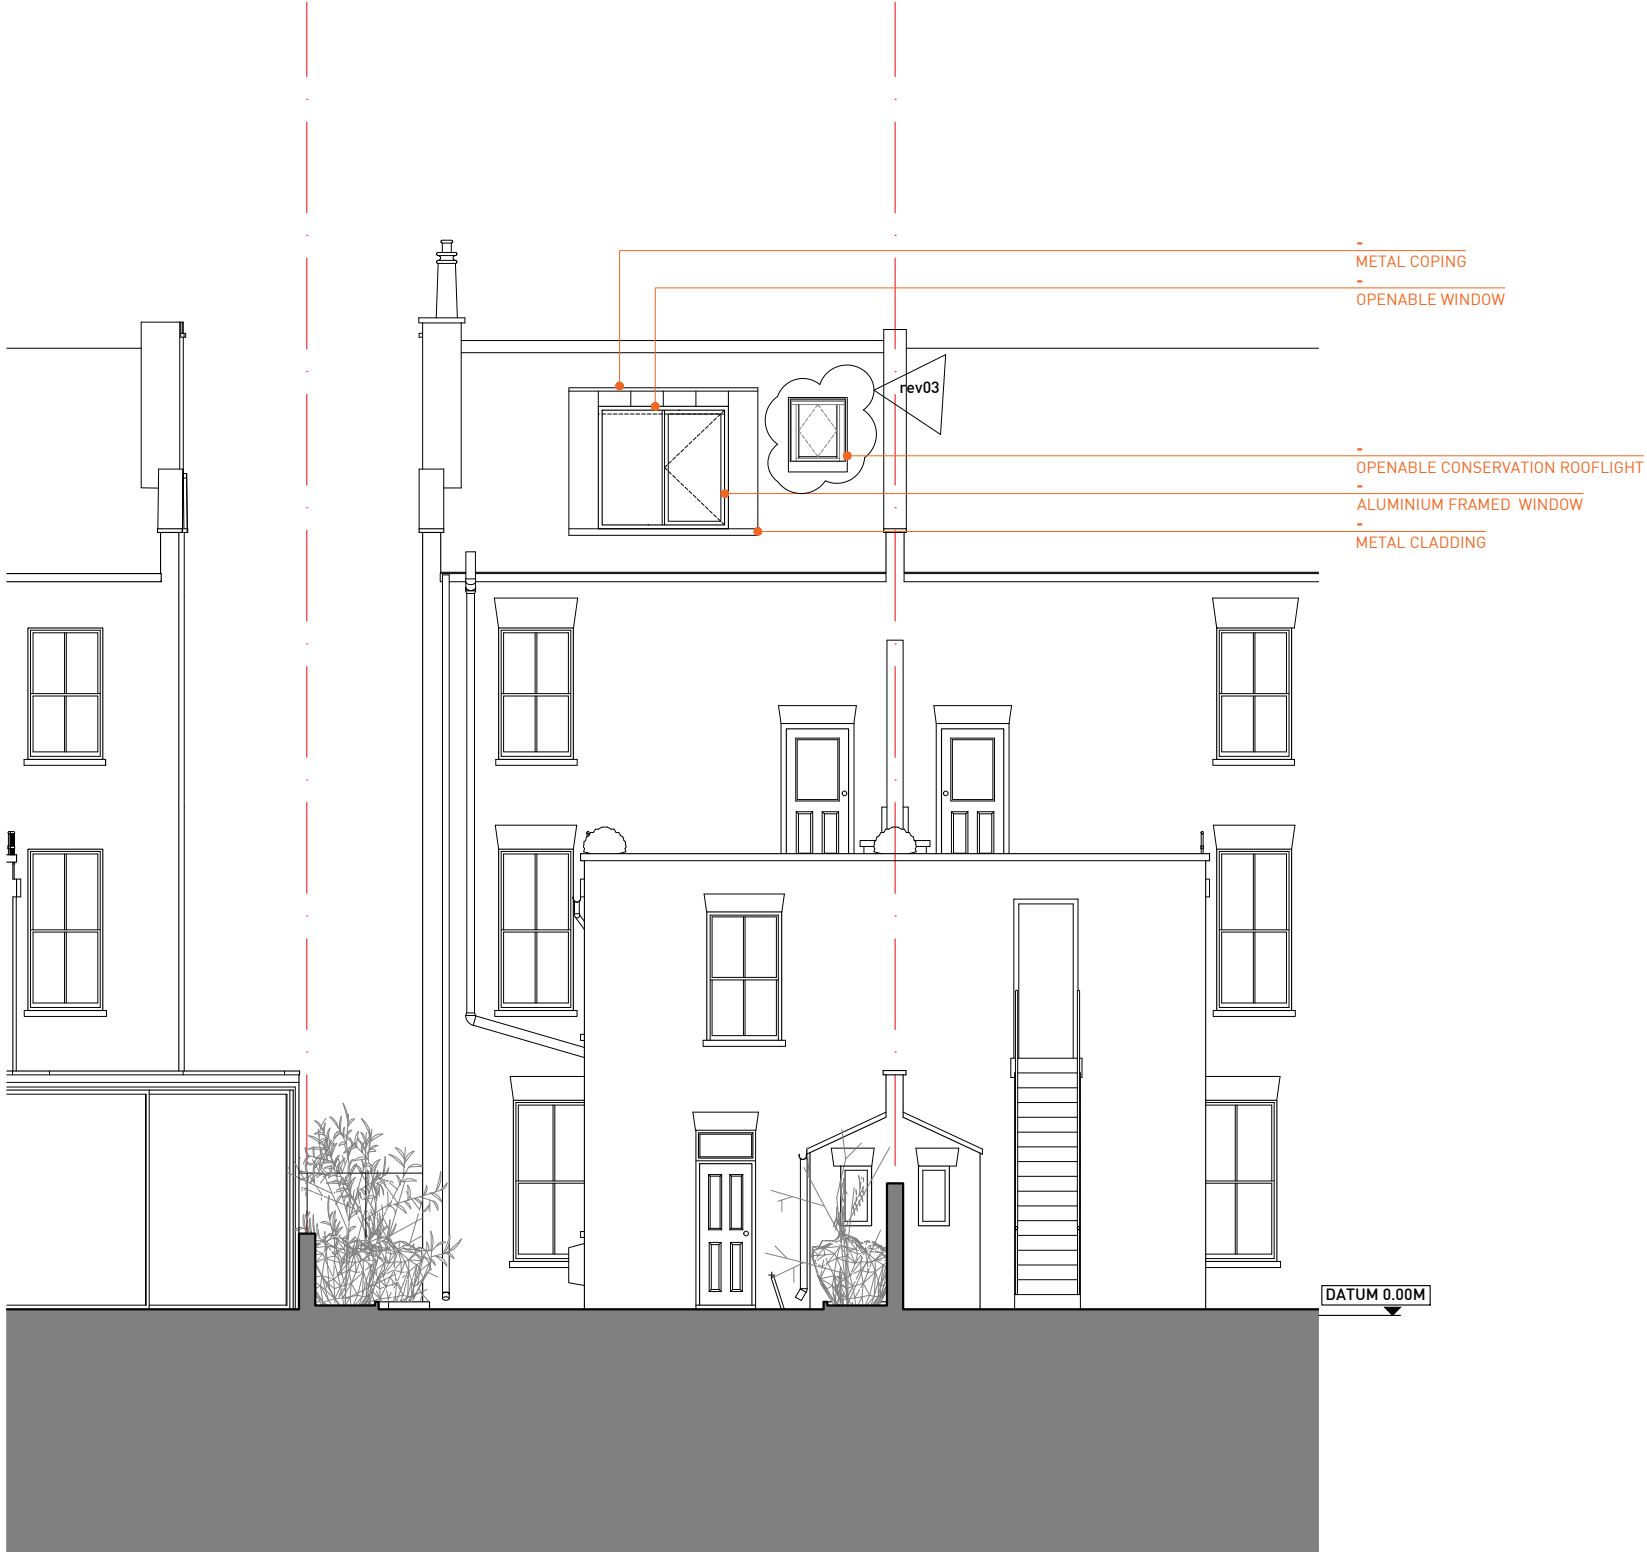 -
METAL COPING
-
OPENABLE WINDOW
rev03
-
OPENABLE CONSERVATION ROOFLIGHT
-
ALUMINIUM FRAMED WINDOW
-
METAL CLADDING
DATUM 0.00M